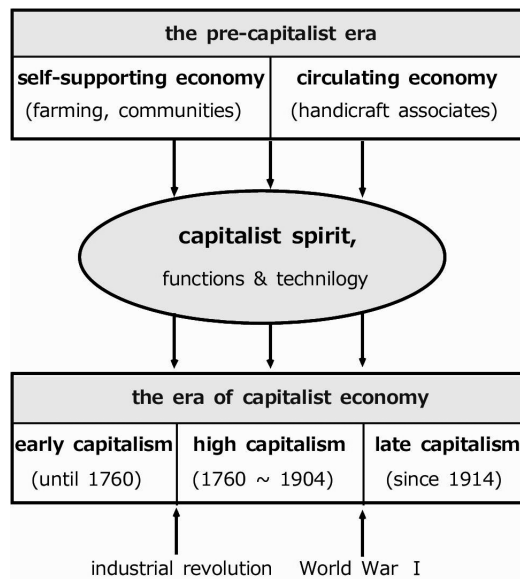 the pre-capitalist era
self-supporting economy
(farming, communities)
circulating economy
(handicraft associates)
capitalist spirit,
functions & technilogy
the era of capitalist economy
early capitalism
(until 1760)
high capitalism
(1760 ~ 1904)
late capitalism
(since 1914)
industrial revolution
World War I